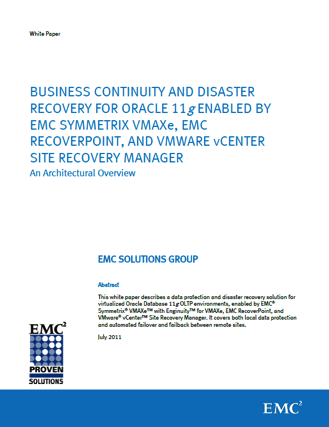 White Paper
BUSINESS CONTINUITY AND DISASTER
RECOVERY FOR ORACLE 11g ENABLED BY
EMC SYMMETRIX VMAXe, EMC
RECOVERPOINT, AND VMWARE vCENTER
SITE RECOVERY MANAGER
An Architectural Overview
EMC SOLUTIONS GROUP
Abstract
This white paper describes a data protection and disaster recovery solution for
virtualized Oracle Database 11g OLTP environments, enabled by EMC®
Symmetrix® VMAXe™ with Enginuity™ for VMAXe, EMC RecoverPoint, and
VMware® vCenter™ Site Recovery Manager. It covers both local data protection
and automated failover and failback between remote sites.
July 2011
EMC²
PROVEN
SOLUTIONS
EMC²